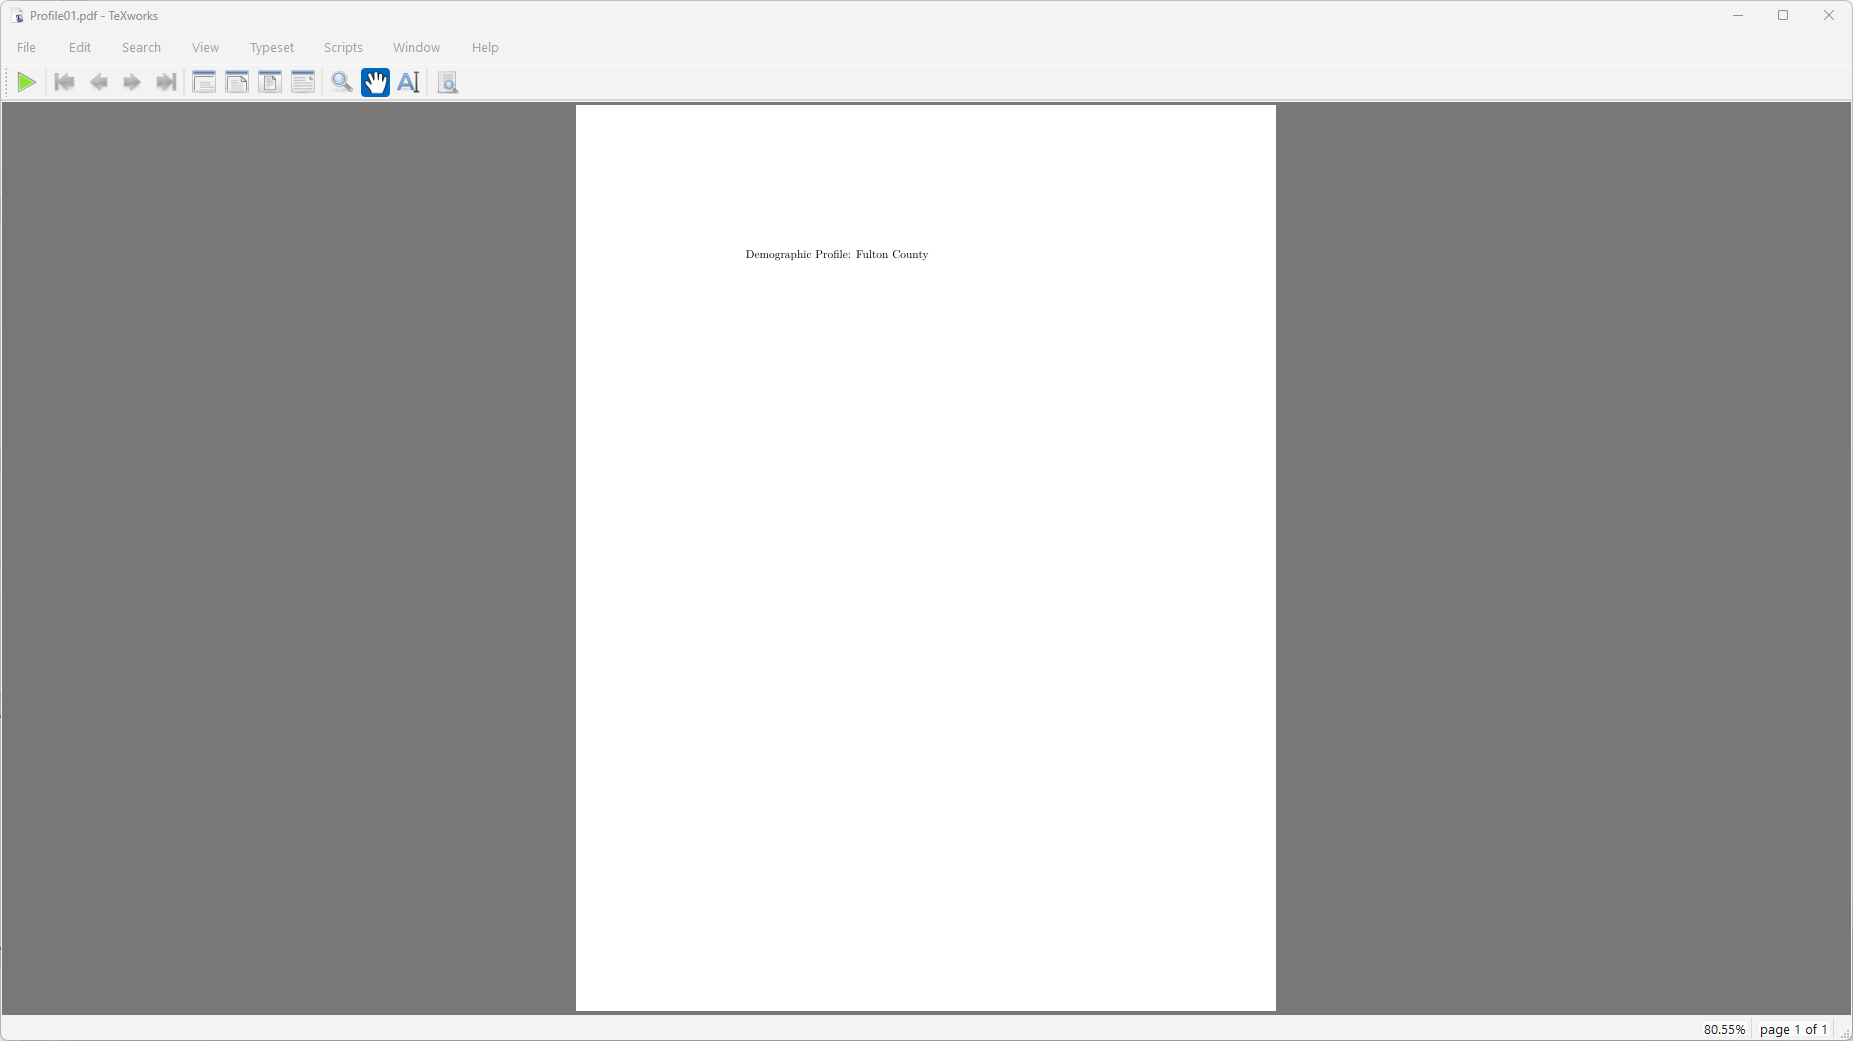 Profile01.pdf - TeXworks
File Edit Search View Typeset Scripts Window Help
Demographic Profile: Fulton County
80.55% page 1 of 1